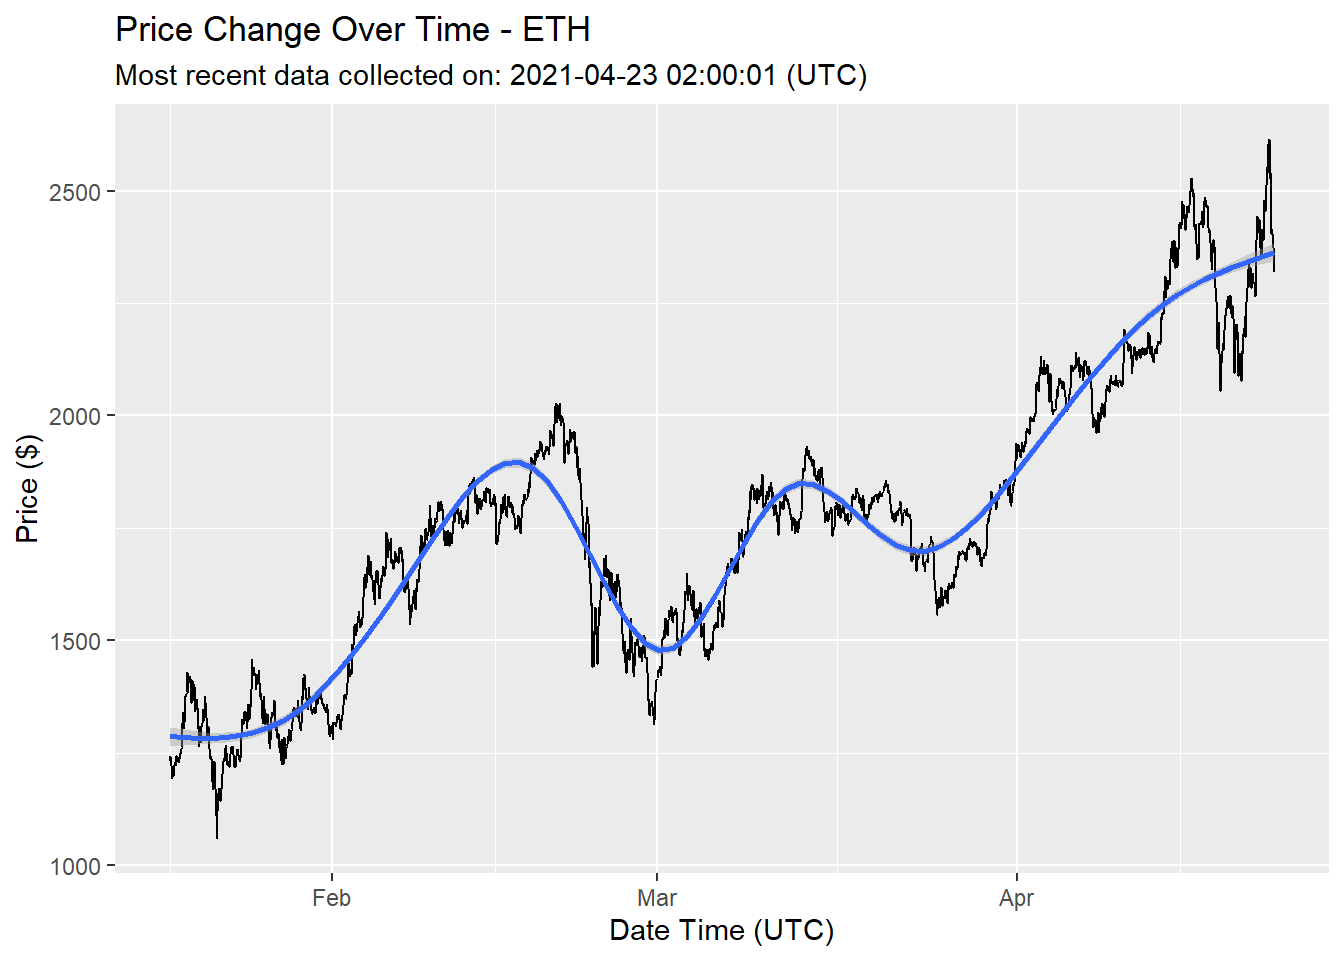 Price Change Over Time - ETH
Most recent data collected on: 2021-04-23 02:00:01 (UTC)
Price ($)
2500
2000
1500
1000
Feb
Mar
Apr
Date Time (UTC)